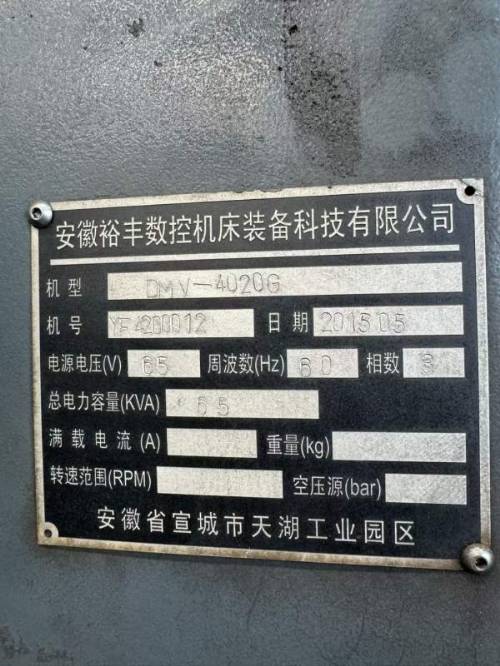 安徽裕丰数控机床装备科技有限公司
机型 DMV-4020G
机号 YF4200012 日期 2015.05
电源电压(V) 65 周波数(Hz) 60 相数 3
总电力容量(KVA) 65
满载电流(A) 重量(kg)
转速范围(RPM) 空压源(bar)
安徽省宣城市天湖工业园区